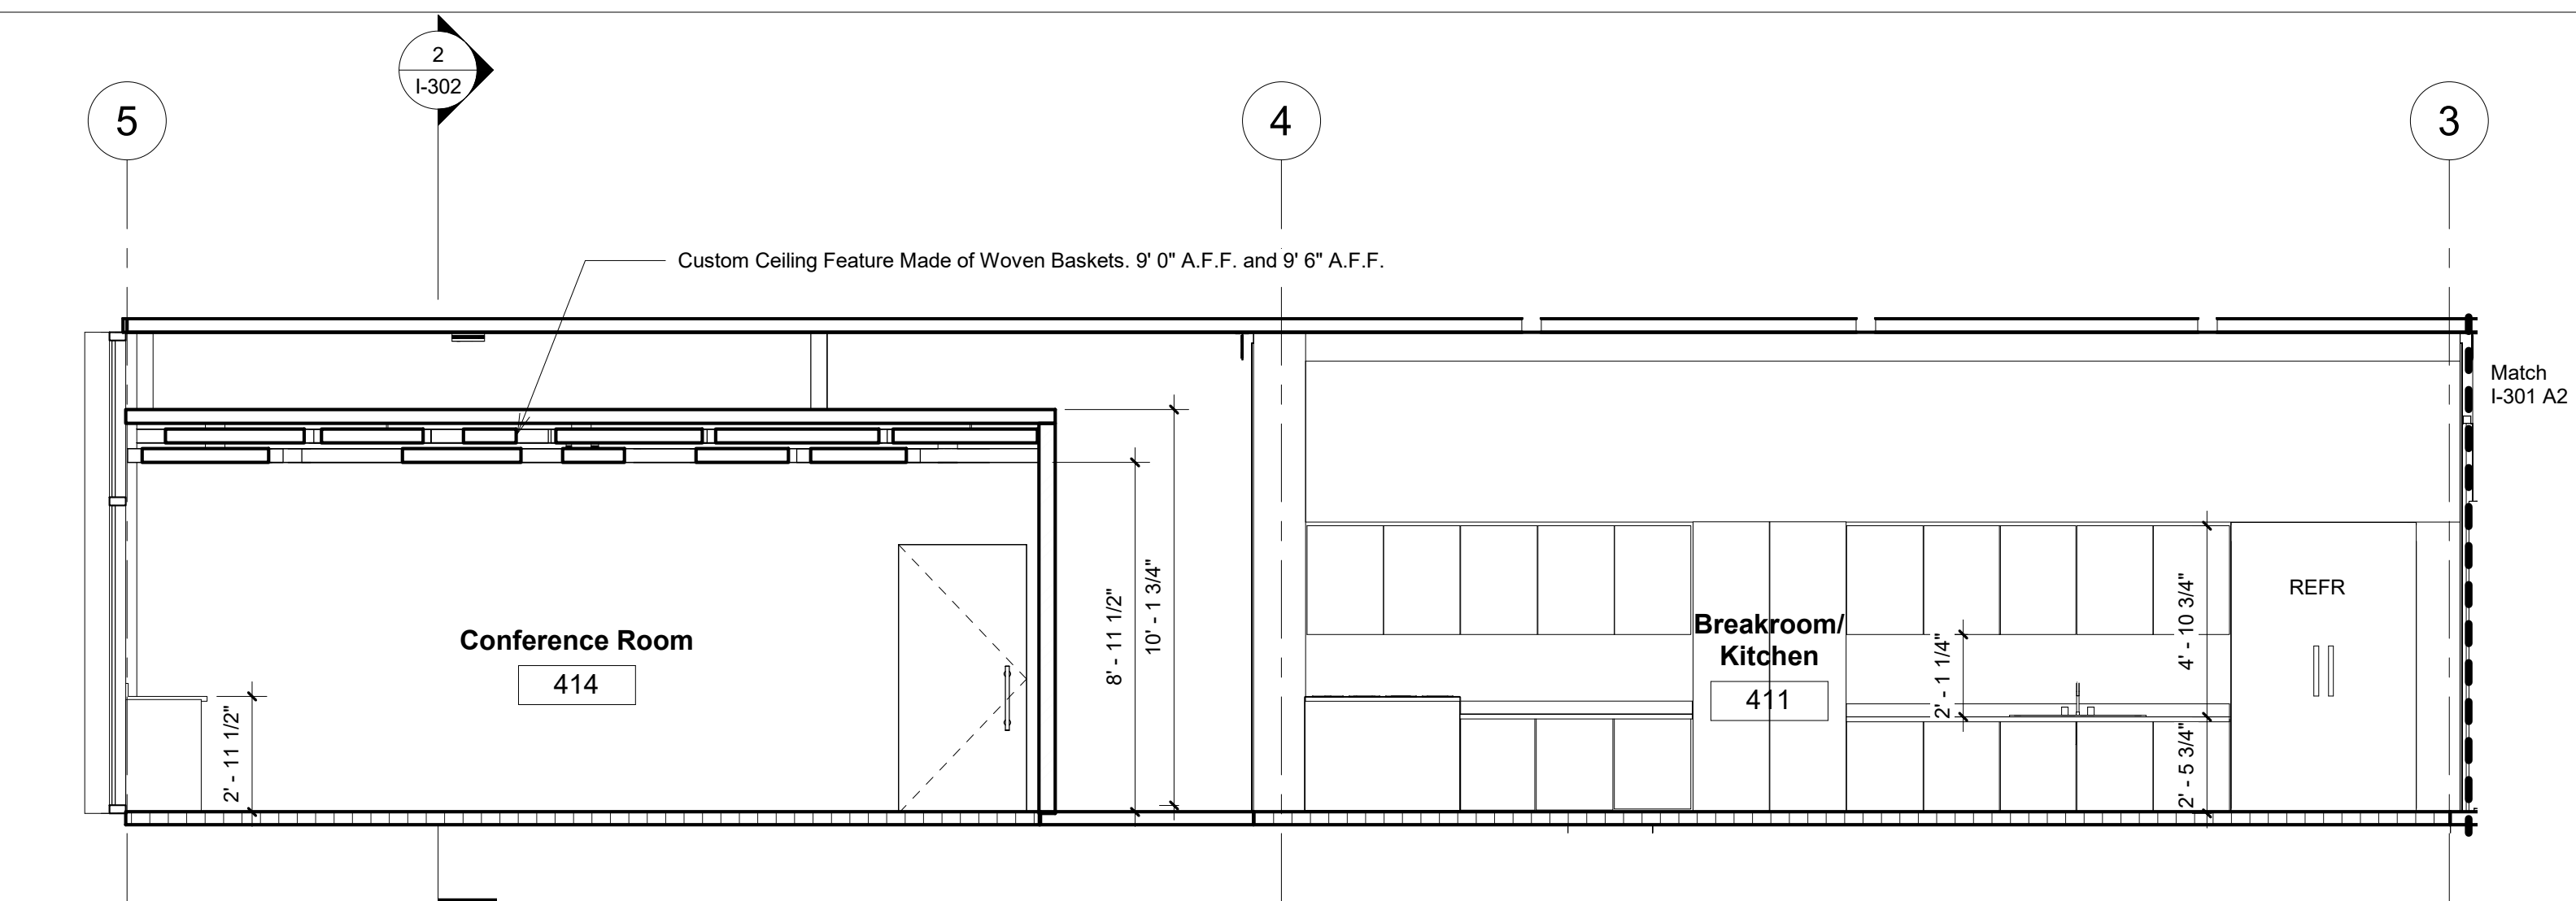 2
I-302
5
4
3
Custom Ceiling Feature Made of Woven Baskets. 9' 0" A.F.F. and 9' 6" A.F.F.
Match
I-301 A2
Conference Room
414
2' - 11 1/2"
8' - 11 1/2"
10' - 1 3/4"
Breakroom/
Kitchen
411
2' - 1 1/4"
4' - 10 3/4"
2' - 5 3/4"
REFR